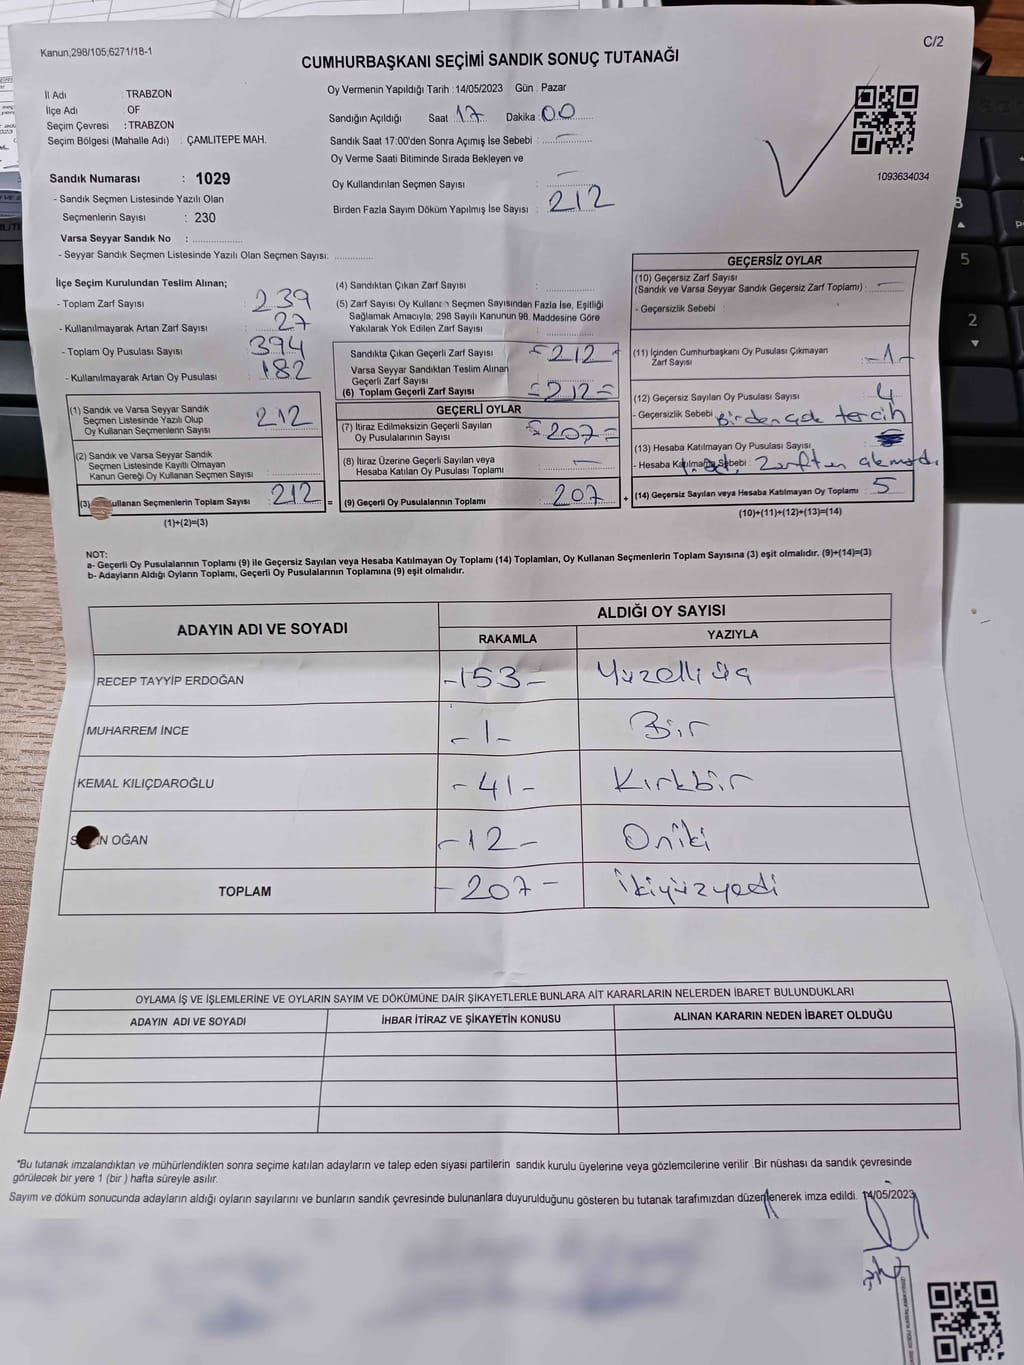 Kanun,298/105,6271/18-1
C/2
CUMHURBAŞKANI SEÇİMİ SANDIK SONUÇ TUTANAĞI
İl Adı : TRABZON
İlçe Adı : OF
Seçim Çevresi : TRABZON
Seçim Bölgesi (Mahalle Adı) : ÇAMLITEPE MAH.
Oy Vermenin Yapıldığı Tarih : 14/05/2023 Gün : Pazar
Sandığın Açıldığı Saat 17 Dakika 00
Sandık Saat 17:00'den Sonra Açımış İse Sebebi : —
Oy Verme Saati Bitiminde Sırada Bekleyen ve
Oy Kullandırılan Seçmen Sayısı : —
Birden Fazla Sayım Döküm Yapılmış İse Sayısı : 212
1093634034
Sandık Numarası : 1029
- Sandık Seçmen Listesinde Yazılı Olan
Seçmenlerin Sayısı : 230
Varsa Seyyar Sandık No : ..............
- Seyyar Sandık Seçmen Listesinde Yazılı Olan Seçmen Sayısı: ............
İlçe Seçim Kurulundan Teslim Alınan;
- Toplam Zarf Sayısı : 239
- Kullanılmayarak Artan Zarf Sayısı : 27
- Toplam Oy Pusulası Sayısı : 394
- Kullanılmayarak Artan Oy Pusulası : 182
(1) Sandık ve Varsa Seyyar Sandık
Seçmen Listesinde Yazılı Olup
Oy Kullanan Seçmenlerin Sayısı : 212
(2) Sandık ve Varsa Seyyar Sandık
Seçmen Listesinde Kayıtlı Olmayan
Kanun Gereği Oy Kullanan Seçmen Sayısı :
(3) Kullanan Seçmenlerin Toplam Sayısı : 212
(1)+(2)=(3)
(4) Sandıktan Çıkan Zarf Sayısı :
(5) Zarf Sayısı Oy Kullanan Seçmen Sayısından Fazla İse, Eşitliği
Sağlamak Amacıyla; 298 Sayılı Kanunun 98. Maddesine Göre
Yakılarak Yok Edilen Zarf Sayısı :
Sandıkta Çıkan Geçerli Zarf Sayısı =212=
Varsa Seyyar Sandıktan Teslim Alınan
Geçerli Zarf Sayısı
(6) Toplam Geçerli Zarf Sayısı =212=
GEÇERLİ OYLAR
(7) İtiraz Edilmeksizin Geçerli Sayılan
Oy Pusulalarının Sayısı =207=
(8) İtiraz Üzerine Geçerli Sayılan veya
Hesaba Katılan Oy Pusulası Toplamı : —
= (9) Geçerli Oy Pusulalarının Toplamı : 207 +
GEÇERSİZ OYLAR
(10) Geçersiz Zarf Sayısı
(Sandık ve Varsa Seyyar Sandık Geçersiz Zarf Toplamı) : —
- Geçersizlik Sebebi :
(11) İçinden Cumhurbaşkanı Oy Pusulası Çıkmayan
Zarf Sayısı : -1-
(12) Geçersiz Sayılan Oy Pusulası Sayısı : 4
- Geçersizlik Sebebi : Birden çok tercih
(13) Hesaba Katılmayan Oy Pusulası Sayısı
- Hesaba Katılmama Sebebi : Zarften çıkmadı
(14) Geçersiz Sayılan veya Hesaba Katılmayan Oy Toplamı : 5
(10)+(11)+(12)+(13)=(14)
NOT:
a- Geçerli Oy Pusulalarının Toplamı (9) ile Geçersiz Sayılan veya Hesaba Katılmayan Oy Toplamı (14) Toplamları, Oy Kullanan Seçmenlerin Toplam Sayısına (3) eşit olmalıdır. (9)+(14)=(3)
b- Adayların Aldığı Oyların Toplamı, Geçerli Oy Pusulalarının Toplamına (9) eşit olmalıdır.
ADAYIN ADI VE SOYADI ALDIĞI OY SAYISI
RAKAMLA YAZIYLA
RECEP TAYYİP ERDOĞAN -153- Yüzelliüç
MUHARREM İNCE -1- Bir
KEMAL KILIÇDAROĞLU -41- Kırkbir
S N OĞAN -12- Oniki
TOPLAM -207- İkiyüzyedi
OYLAMA İŞ VE İŞLEMLERİNE VE OYLARIN SAYIM VE DÖKÜMÜNE DAİR ŞİKAYETLERLE BUNLARA AİT KARARLARIN NELERDEN İBARET BULUNDUKLARI
ADAYIN ADI VE SOYADI İHBAR İTİRAZ VE ŞİKAYETİN KONUSU ALINAN KARARIN NEDEN İBARET OLDUĞU
*Bu tutanak imzalandıktan ve mühürlendikten sonra seçime katılan adayların ve talep eden siyasi partilerin sandık kurulu üyelerine veya gözlemcilerine verilir .Bir nüshası da sandık çevresinde
görülecek bir yere 1 (bir ) hafta süreyle asılır.
Sayım ve döküm sonucunda adayların aldığı oyların sayılarını ve bunların sandık çevresinde bulunanlara duyurulduğunu gösteren bu tutanak tarafımızdan düzenlenerek imza edildi. 14/05/2023